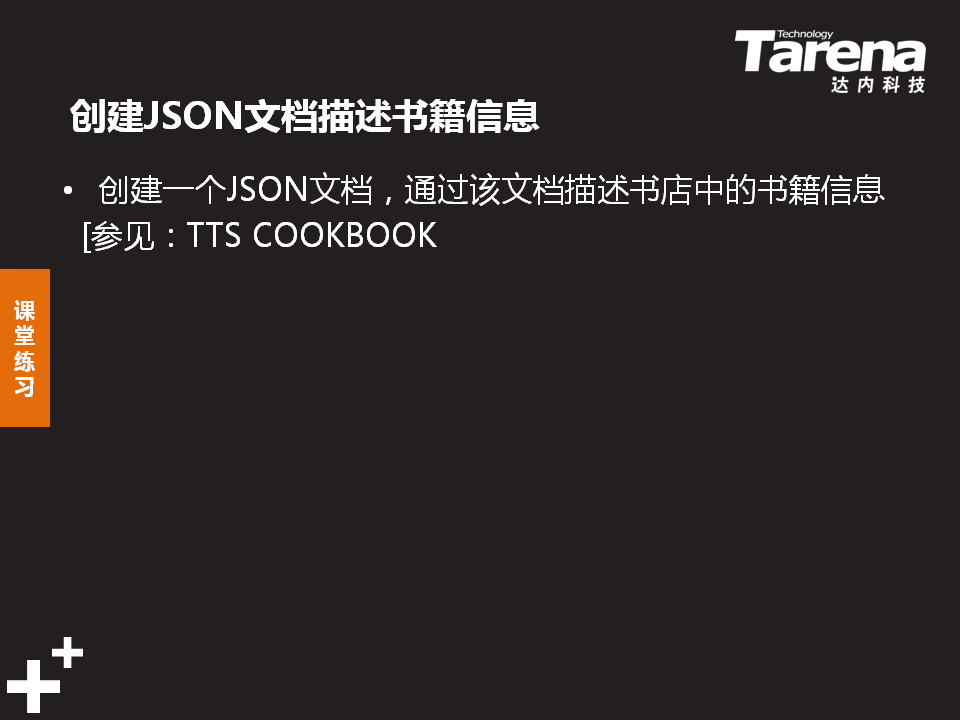 Technology
Tarena
达内科技
创建JSON文档描述书籍信息
• 创建一个JSON文档，通过该文档描述书店中的书籍信息
[参见：TTS COOKBOOK
课
堂
练
习